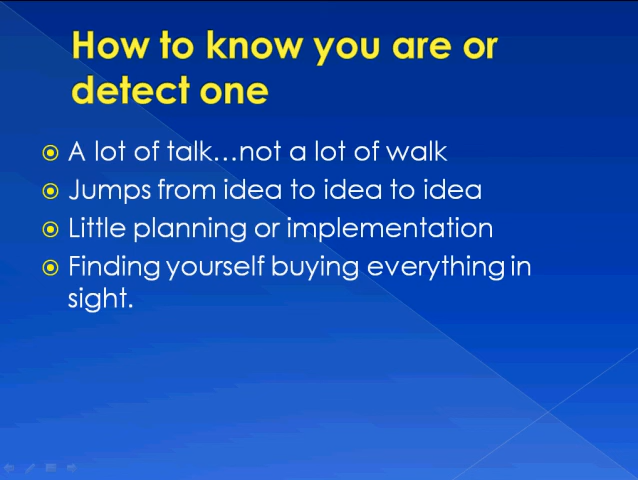 How to know you are or
detect one
A lot of talk...not a lot of walk
Jumps from idea to idea to idea
Little planning or implementation
Finding yourself buying everything in
sight.